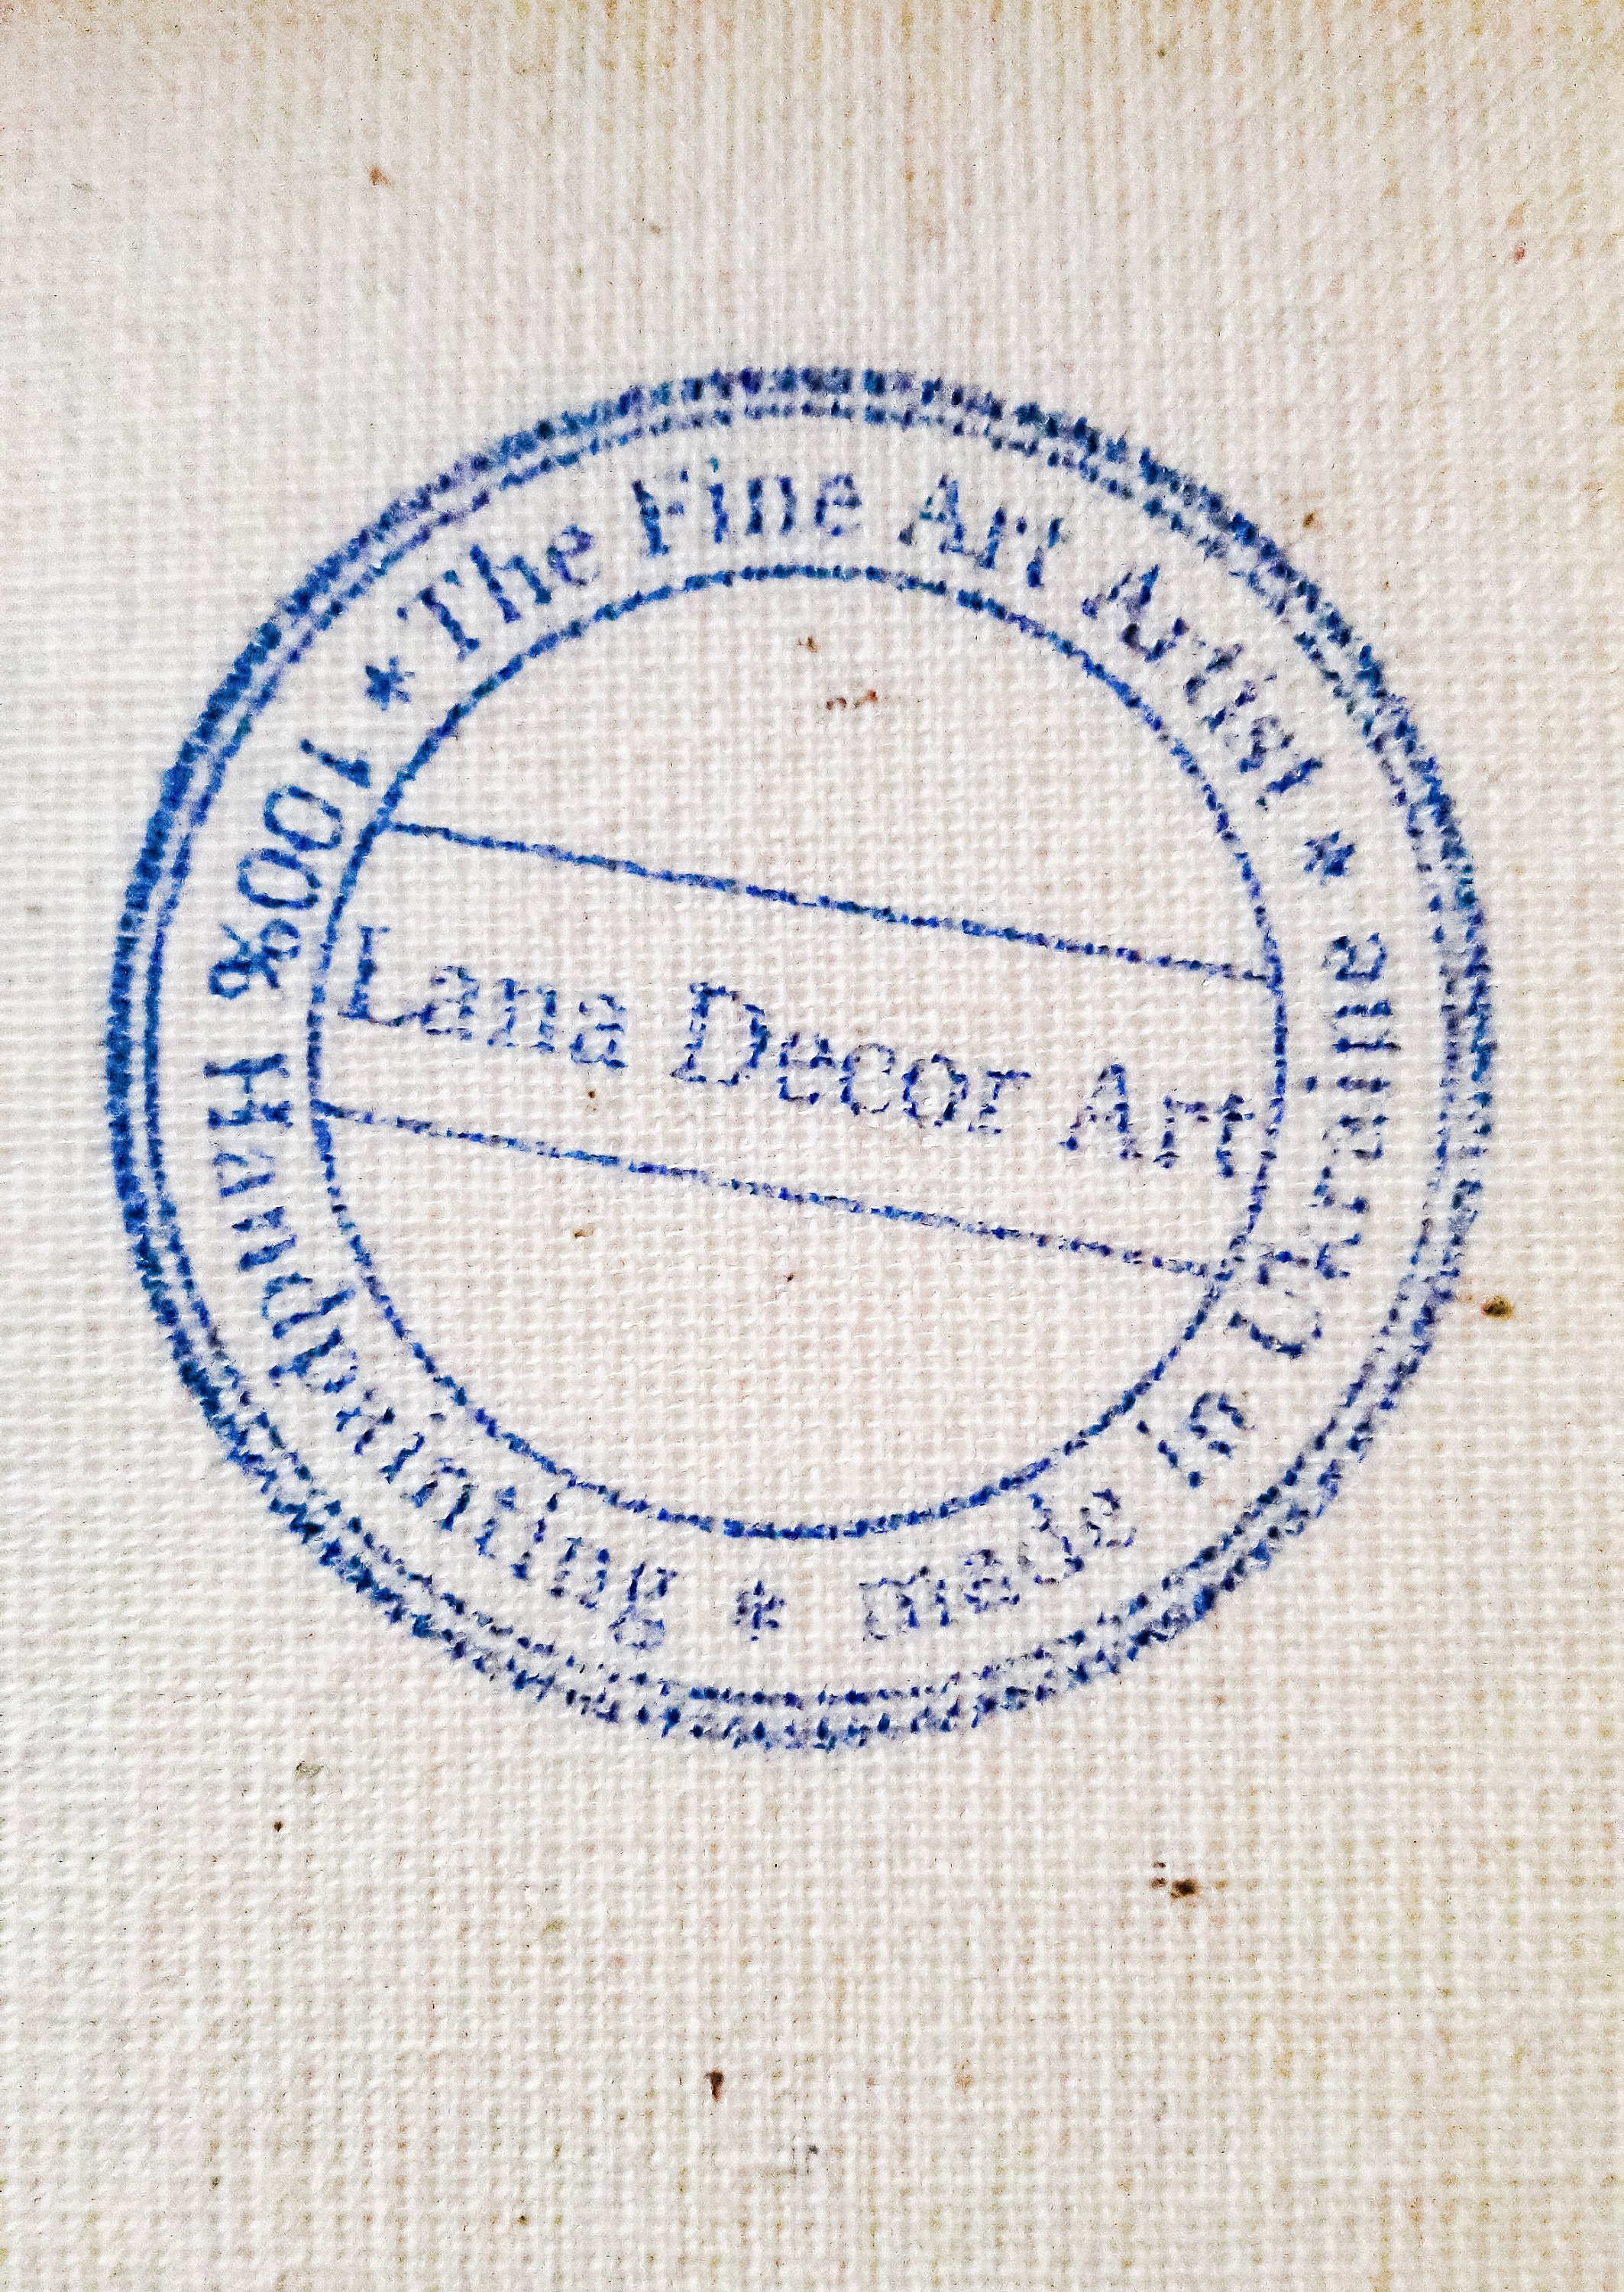 * The Fine Art Artist *
Lana Decor Art
100% Handpainting * made in Ukraine